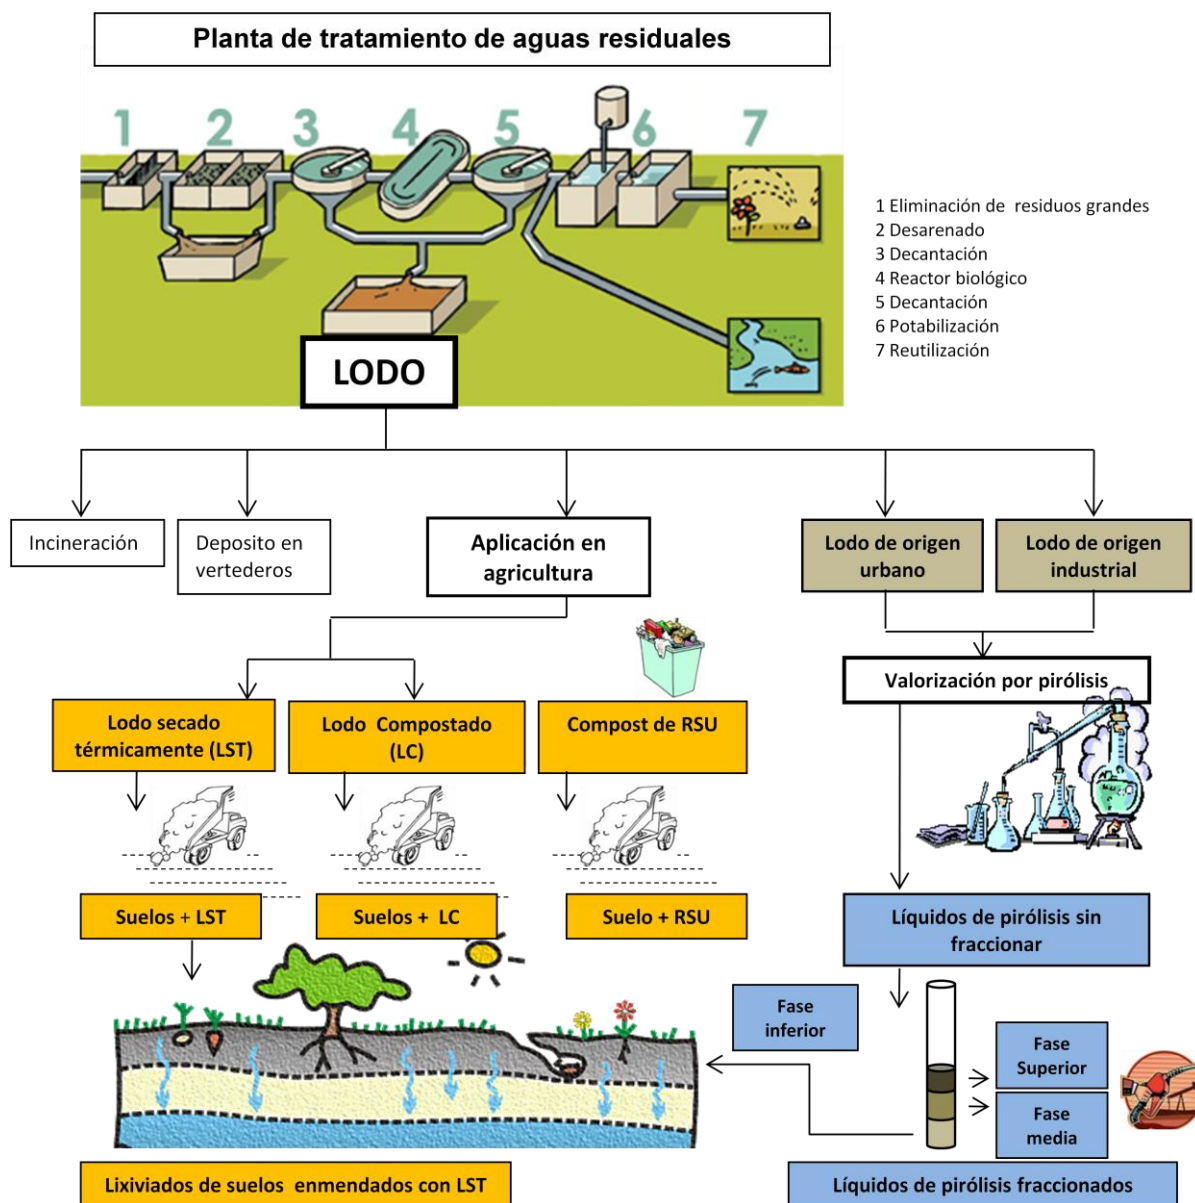 Planta de tratamiento de aguas residuales
1 2 3 4 5 6 7
1 Eliminación de residuos grandes
2 Desarenado
3 Decantación
4 Reactor biológico
5 Decantación
6 Potabilización
7 Reutilización
LODO
Incineración
Deposito en
vertederos
Aplicación en
agricultura
Lodo de origen
urbano
Lodo de origen
industrial
Valorización por pirólisis
Lodo secado
térmicamente (LST)
Lodo Compostado
(LC)
Compost de RSU
Suelos + LST
Suelos + LC
Suelo + RSU
Líquidos de pirólisis sin
fraccionar
Fase
inferior
Fase
Superior
Fase
media
Lixiviados de suelos enmendados con LST
Líquidos de pirólisis fraccionados